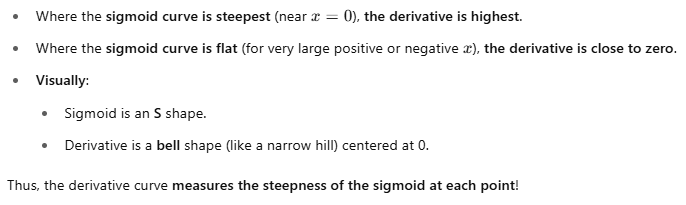 • Where the sigmoid curve is steepest (near x = 0), the derivative is highest.
• Where the sigmoid curve is flat (for very large positive or negative x), the derivative is close to zero.
• Visually:
• Sigmoid is an S shape.
• Derivative is a bell shape (like a narrow hill) centered at 0.
Thus, the derivative curve measures the steepness of the sigmoid at each point!